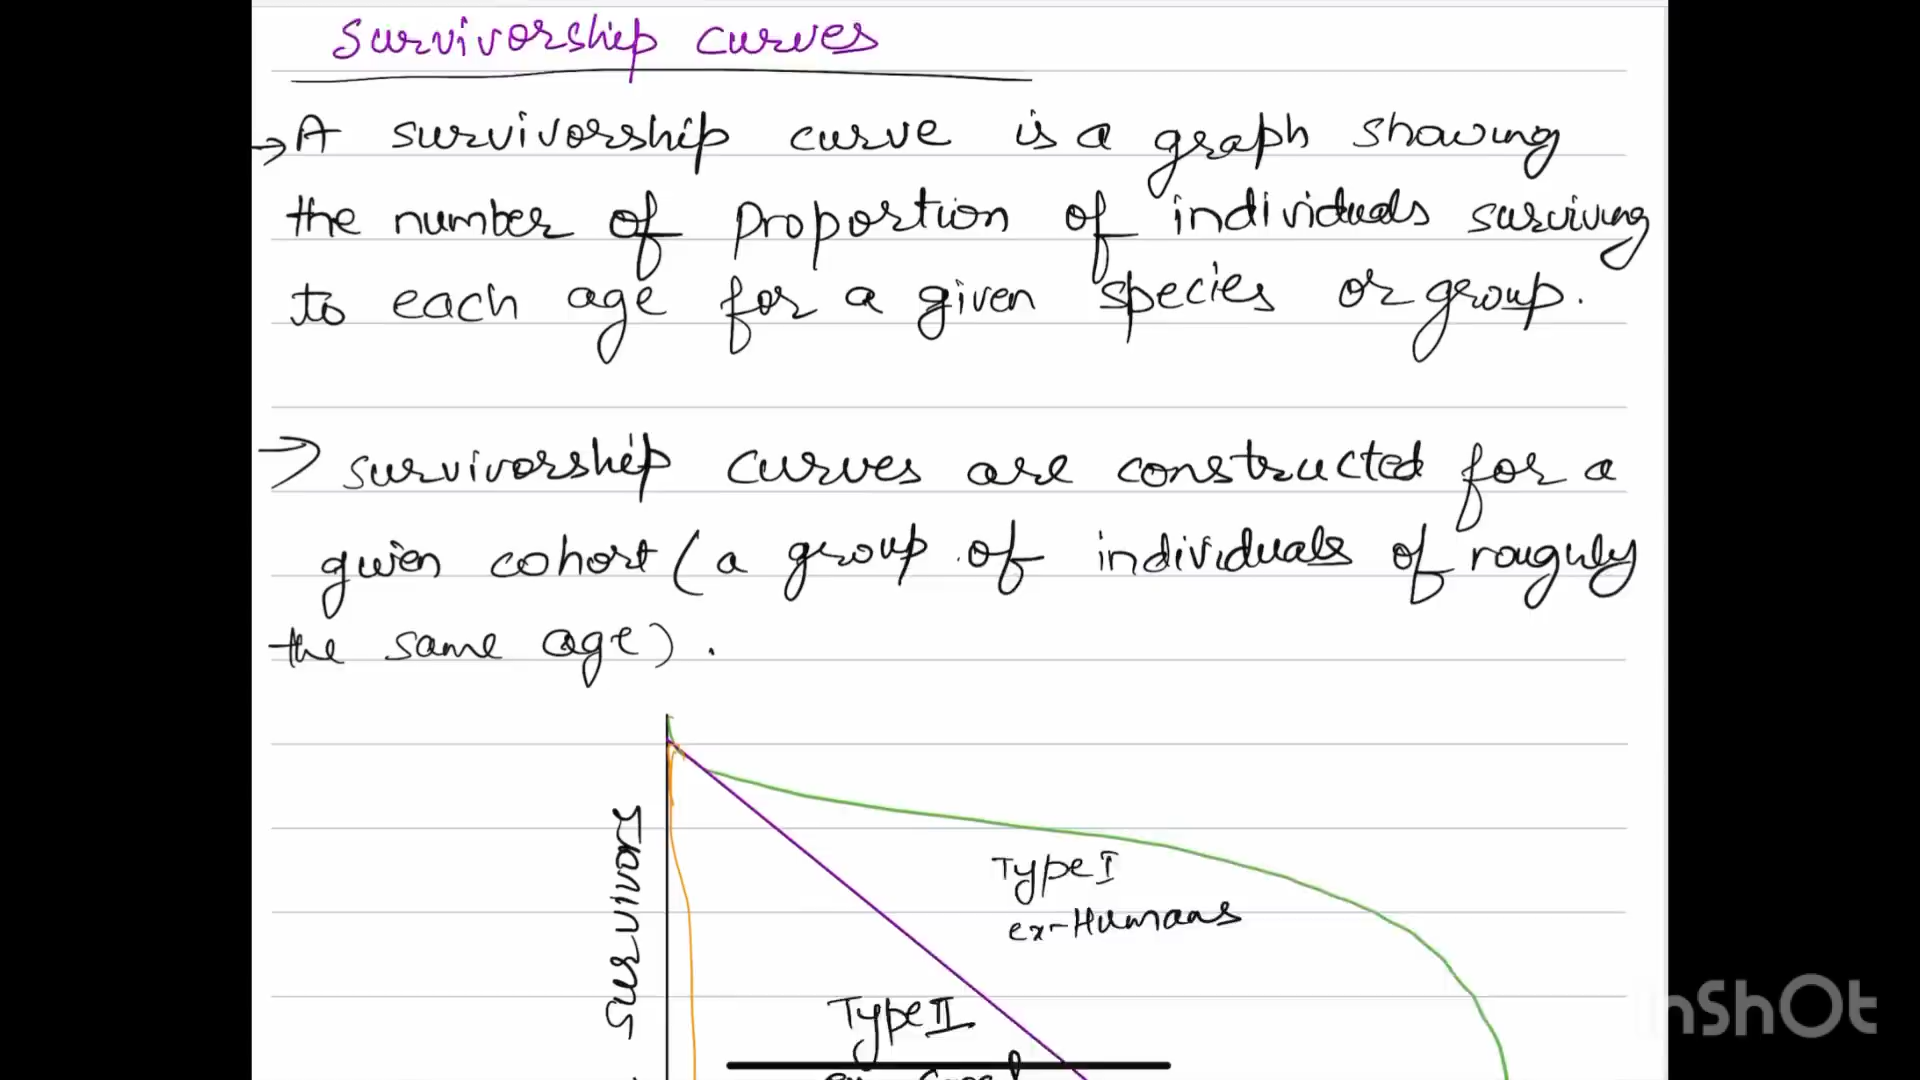 Survivorship curves
→ A survivorship curve is a graph showing
the number of proportion of individuals surviving
to each age for a given species or group.
→ survivorship curves are constructed for a
given cohort (a group of individuals of roughly
the same age).
Survivors
Type I
ex-Humans
Type II
InShOt